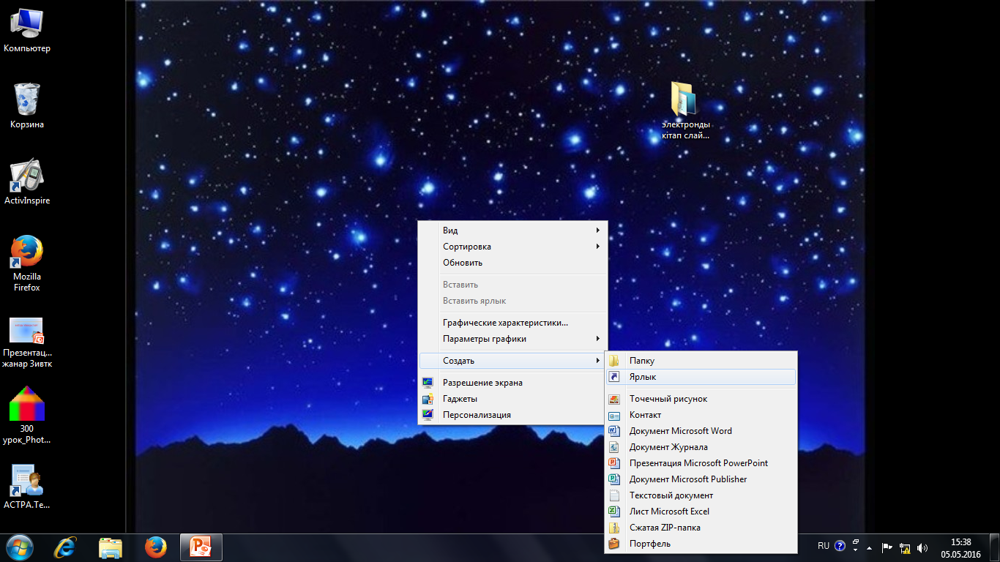 Компьютер
Корзина
ActivInspire
Mozilla
Firefox
Презентац...
жанар 3ивтк
300
урок_Phot...
АСТРА.Те...
электронды
кітап слай...
Вид
Сортировка
Обновить
Вставить
Вставить ярлык
Графические характеристики...
Параметры графики
Создать
Разрешение экрана
Гаджеты
Персонализация
Папку
Ярлык
Точечный рисунок
Контакт
Документ Microsoft Word
Документ Журнала
Презентация Microsoft PowerPoint
Документ Microsoft Publisher
Текстовый документ
Лист Microsoft Excel
Сжатая ZIP-папка
Портфель
RU
15:38
05.05.2016